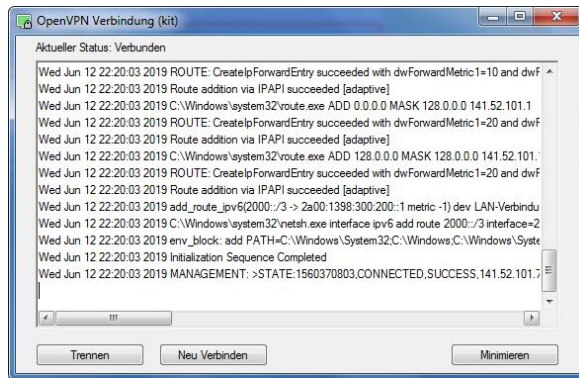 OpenVPN Verbindung (kit)
Aktueller Status: Verbunden
Wed Jun 12 22:20:03 2019 ROUTE: CreateIpForwardEntry succeeded with dwForwardMetric1=10 and dwF
Wed Jun 12 22:20:03 2019 Route addition via IPAPI succeeded [adaptive]
Wed Jun 12 22:20:03 2019 C:\Windows\system32\route.exe ADD 0.0.0.0 MASK 128.0.0.0 141.52.101.1
Wed Jun 12 22:20:03 2019 ROUTE: CreateIpForwardEntry succeeded with dwForwardMetric1=20 and dwF
Wed Jun 12 22:20:03 2019 Route addition via IPAPI succeeded [adaptive]
Wed Jun 12 22:20:03 2019 C:\Windows\system32\route.exe ADD 128.0.0.0 MASK 128.0.0.0 141.52.101.
Wed Jun 12 22:20:03 2019 ROUTE: CreateIpForwardEntry succeeded with dwForwardMetric1=20 and dwF
Wed Jun 12 22:20:03 2019 Route addition via IPAPI succeeded [adaptive]
Wed Jun 12 22:20:03 2019 add_route_ipv6(2000::/3 -> 2a00:1398:300:200::1 metric -1) dev LAN-Verbindu
Wed Jun 12 22:20:03 2019 C:\Windows\system32\netsh.exe interface ipv6 add route 2000::/3 interface=2
Wed Jun 12 22:20:03 2019 env_block: add PATH=C:\Windows\System32;C:\Windows;C:\Windows\Syste
Wed Jun 12 22:20:03 2019 Initialization Sequence Completed
Wed Jun 12 22:20:03 2019 MANAGEMENT: >STATE:1560370803,CONNECTED,SUCCESS,141.52.101.7
Trennen
Neu Verbinden
Minimieren